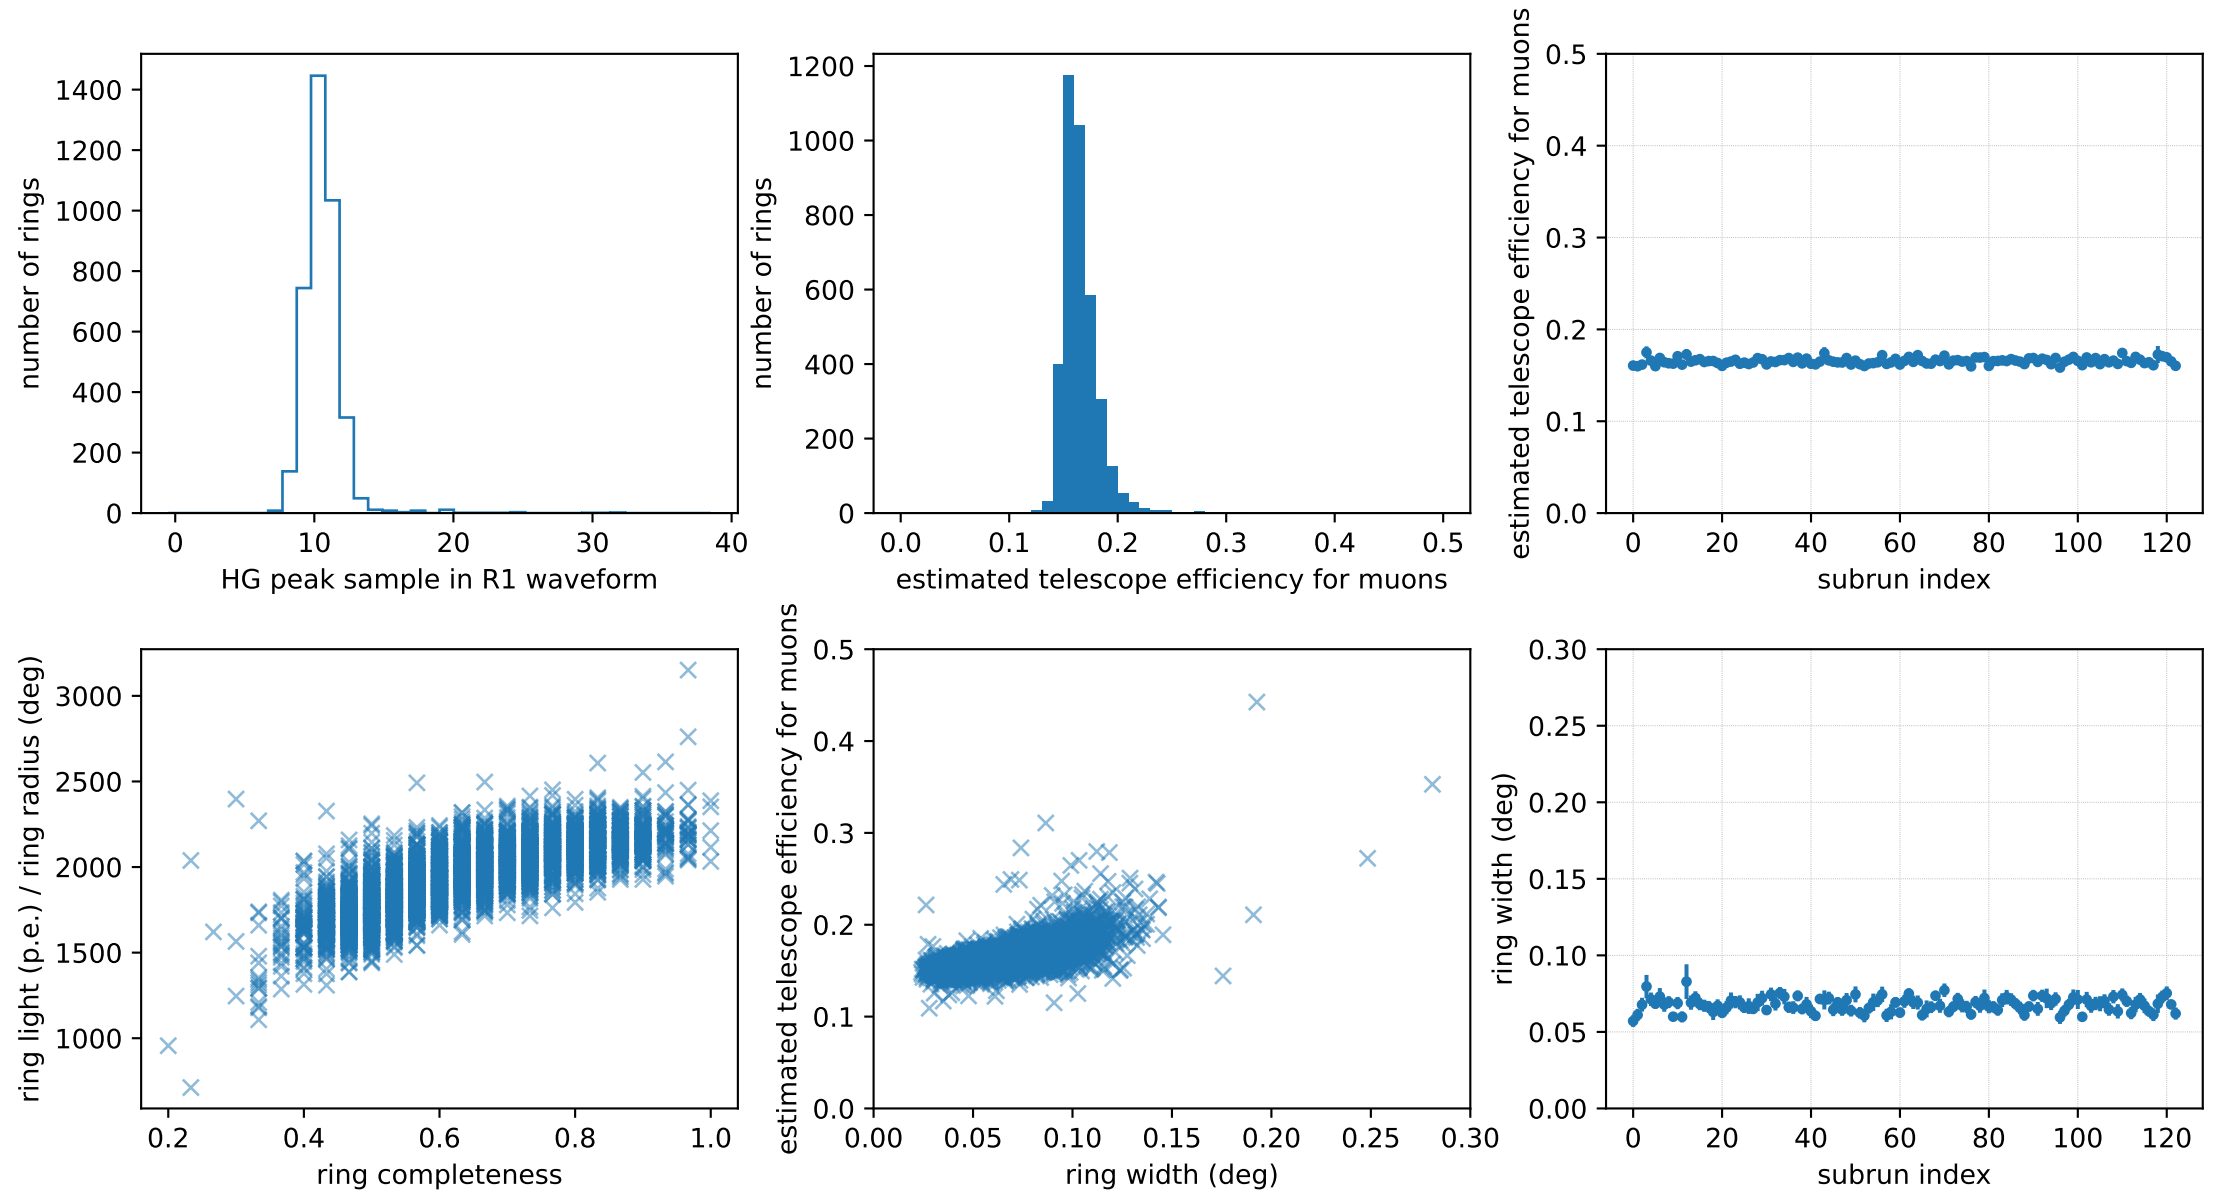 number of rings
1400
1200
1000
800
600
400
200
0
0 10 20 30 40
HG peak sample in R1 waveform
number of rings
1200
1000
800
600
400
200
0
0.0 0.1 0.2 0.3 0.4 0.5
estimated telescope efficiency for muons
estimated telescope efficiency for muons
0.5
0.4
0.3
0.2
0.1
0.0
0 20 40 60 80 100 120
subrun index
ring light (p.e.) / ring radius (deg)
3000
2500
2000
1500
1000
0.2 0.4 0.6 0.8 1.0
ring completeness
estimated telescope efficiency for muons
0.5
0.4
0.3
0.2
0.1
0.0
0.00 0.05 0.10 0.15 0.20 0.25 0.30
ring width (deg)
ring width (deg)
0.30
0.25
0.20
0.15
0.10
0.05
0.00
0 20 40 60 80 100 120
subrun index